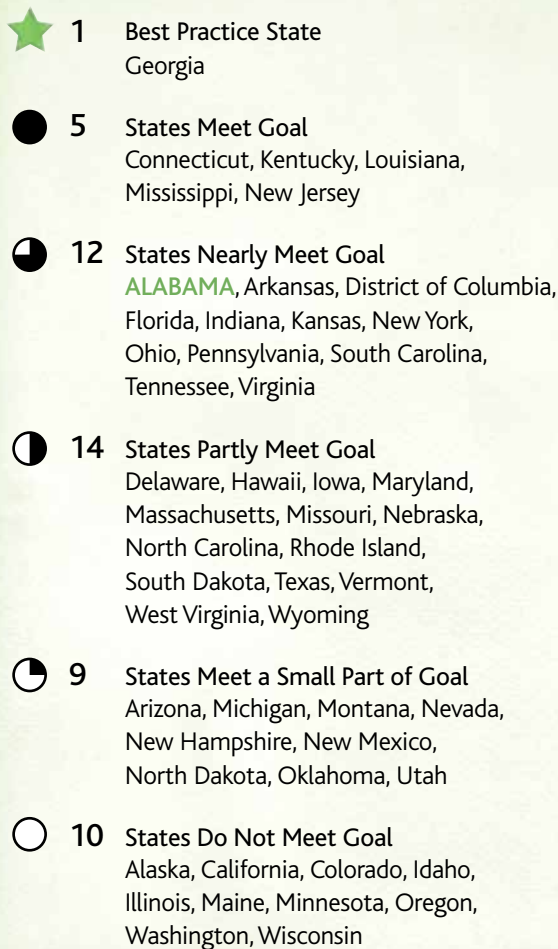 1 Best Practice State
Georgia
5 States Meet Goal
Connecticut, Kentucky, Louisiana,
Mississippi, New Jersey
12 States Nearly Meet Goal
ALABAMA, Arkansas, District of Columbia,
Florida, Indiana, Kansas, New York,
Ohio, Pennsylvania, South Carolina,
Tennessee, Virginia
14 States Partly Meet Goal
Delaware, Hawaii, Iowa, Maryland,
Massachusetts, Missouri, Nebraska,
North Carolina, Rhode Island,
South Dakota, Texas, Vermont,
West Virginia, Wyoming
9 States Meet a Small Part of Goal
Arizona, Michigan, Montana, Nevada,
New Hampshire, New Mexico,
North Dakota, Oklahoma, Utah
10 States Do Not Meet Goal
Alaska, California, Colorado, Idaho,
Illinois, Maine, Minnesota, Oregon,
Washington, Wisconsin